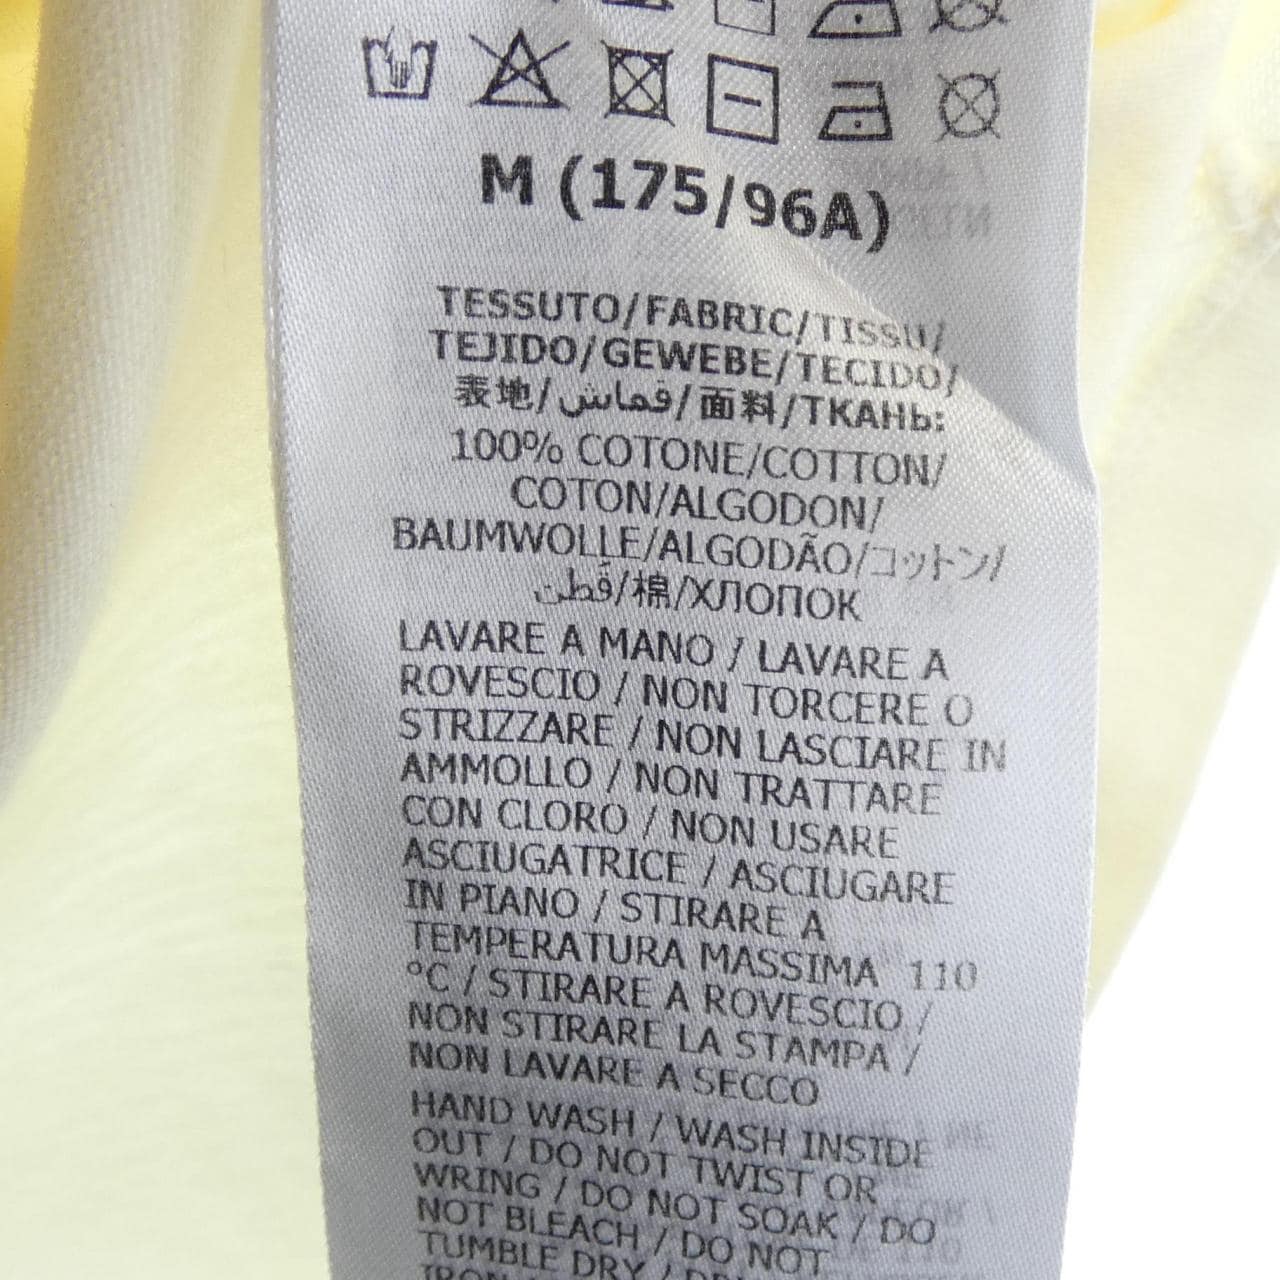 M (175/96A)
TESSUTO/FABRIC/TISSU/
TEJIDO/GEWEBE/TECIDO/
表地/قماش/面料/ТКАНЬ:
100% COTONE/COTTON/
COTON/ALGODON/
BAUMWOLLE/ALGODÃO/コットン/
قُطن/棉/ХЛОПОК
LAVARE A MANO / LAVARE A
ROVESCIO / NON TORCERE O
STRIZZARE / NON LASCIARE IN
AMMOLLO / NON TRATTARE
CON CLORO / NON USARE
ASCIUGATRICE / ASCIUGARE
IN PIANO / STIRARE A
TEMPERATURA MASSIMA 110
°C / STIRARE A ROVESCIO /
NON STIRARE LA STAMPA /
NON LAVARE A SECCO
HAND WASH / WASH INSIDE
OUT / DO NOT TWIST OR
WRING / DO NOT SOAK / DO
NOT BLEACH / DO NOT
TUMBLE DRY /